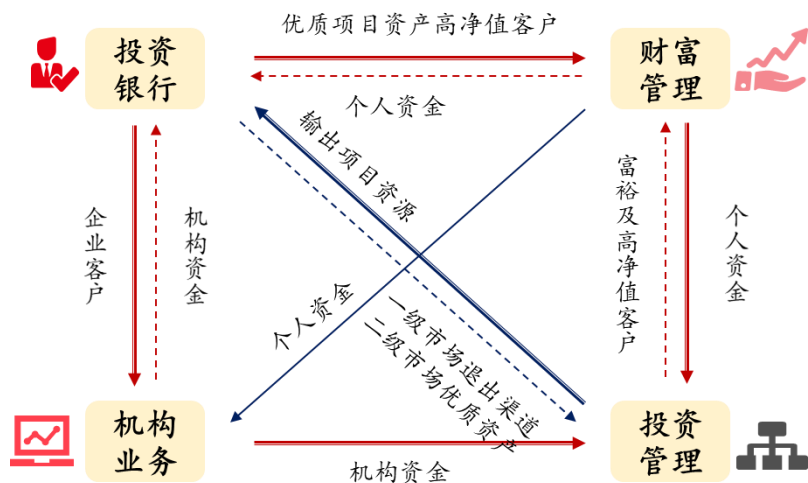 优质项目资产高净值客户
投资
银行
财富
管理
个人资金
输出项目资源
企业客户
机构资金
富裕及高净值客户
个人资金
个人资金
一级市场退出渠道
二级市场优质资产
机构
业务
投资
管理
机构资金